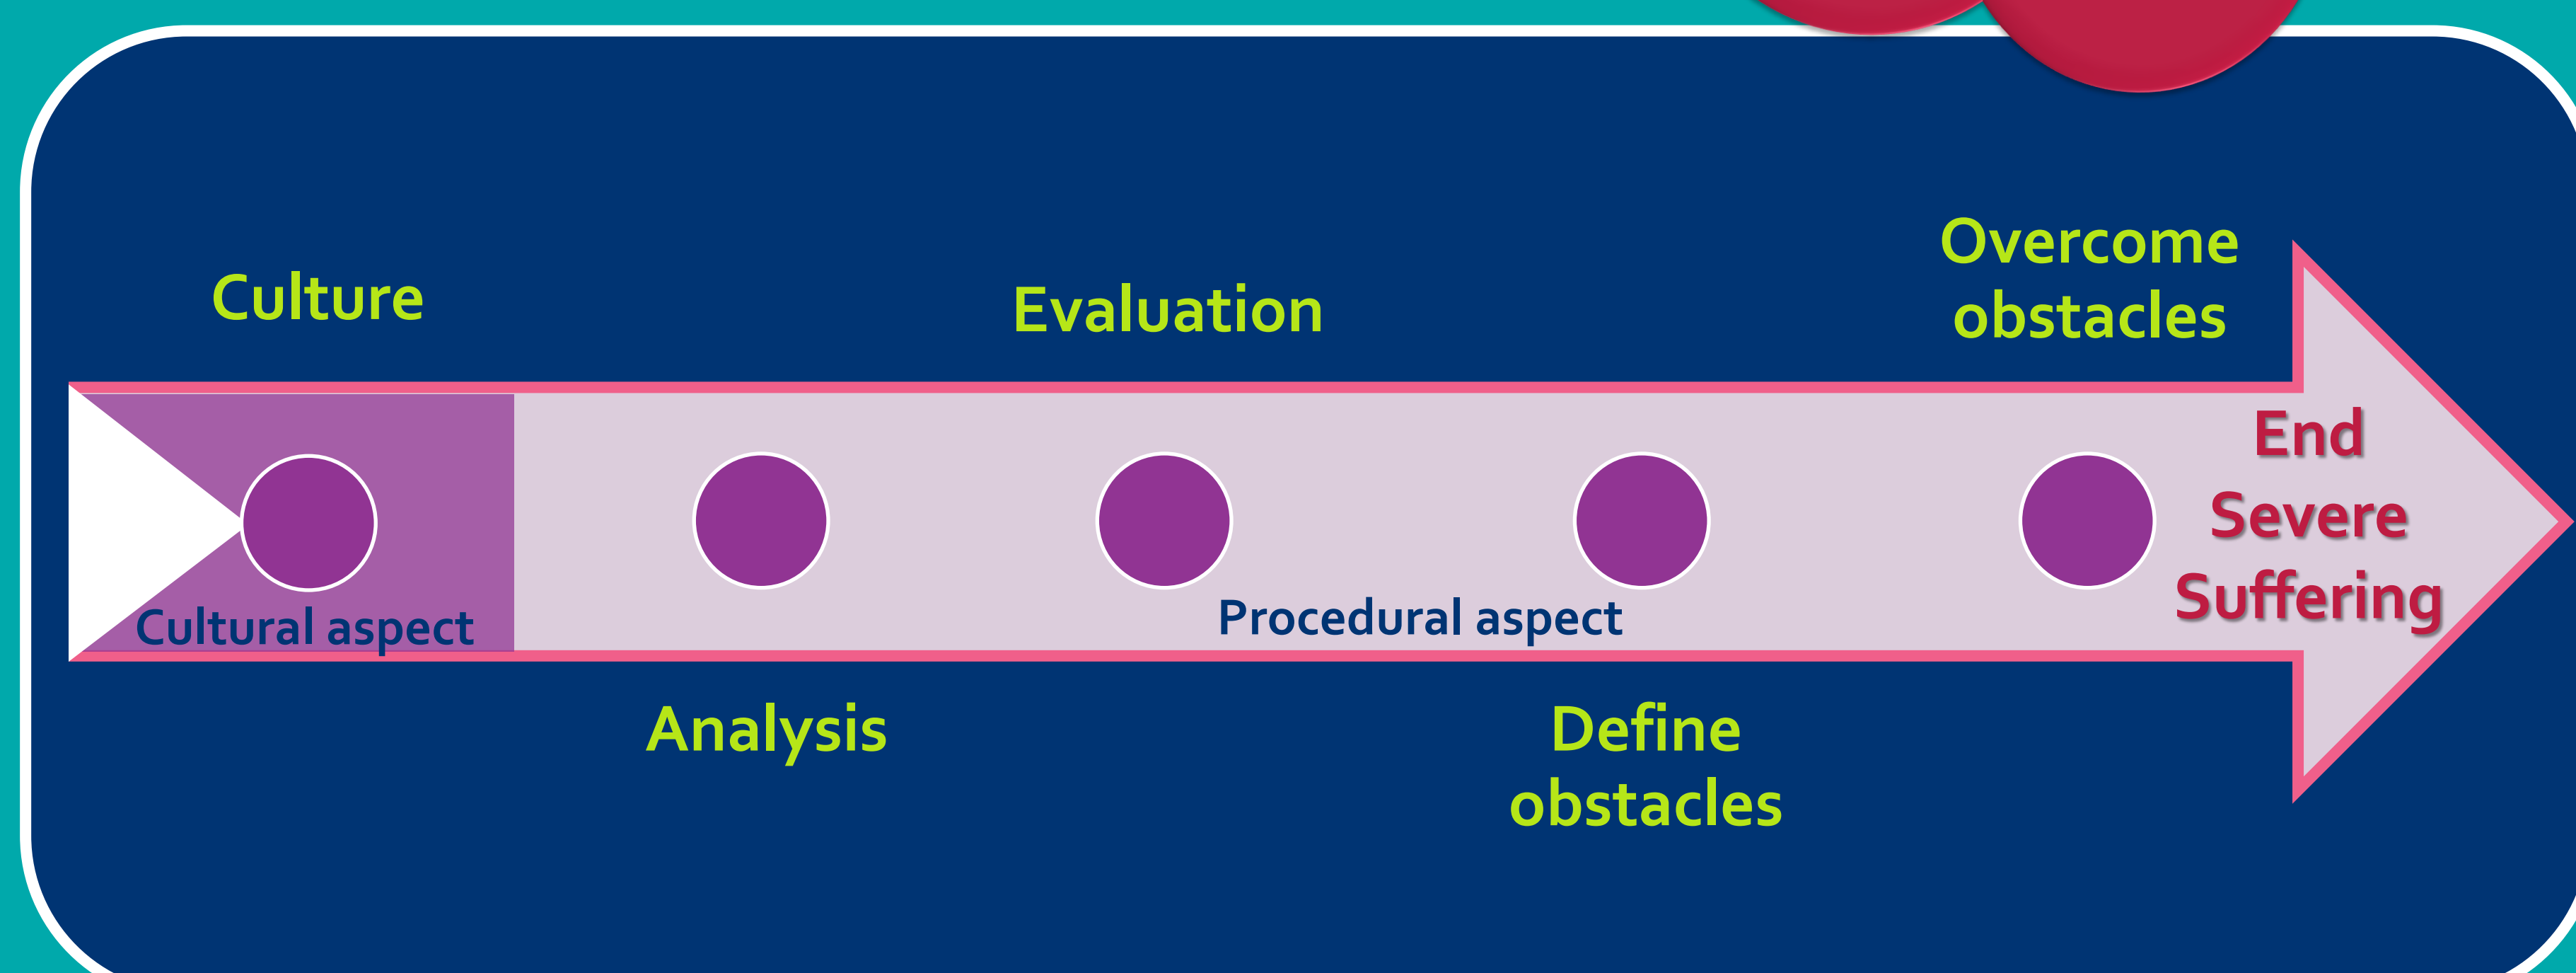 Culture
Evaluation
Overcome
obstacles
Cultural aspect
Procedural aspect
End
Severe
Suffering
Analysis
Define
obstacles